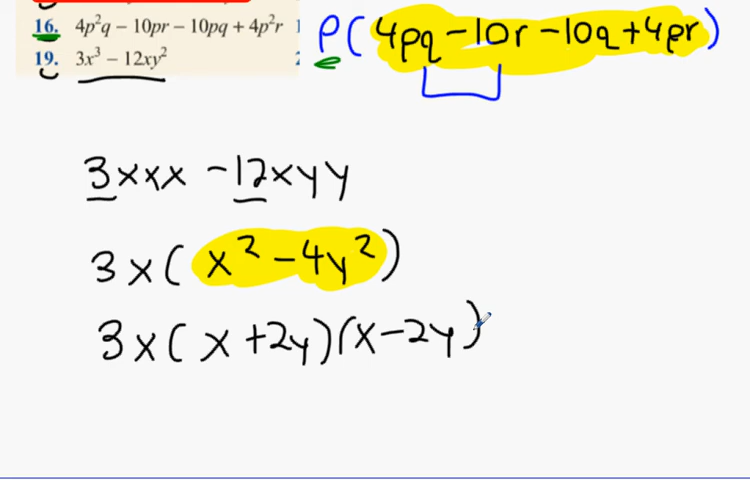 16. 4p²q − 10pr − 10pq + 4p²r
p(4pq−10r−10q+4pr)
19. 3x³ − 12xy²
3xxx −12xyy
3x(x²−4y²)
3x(x+2y)(x−2y)